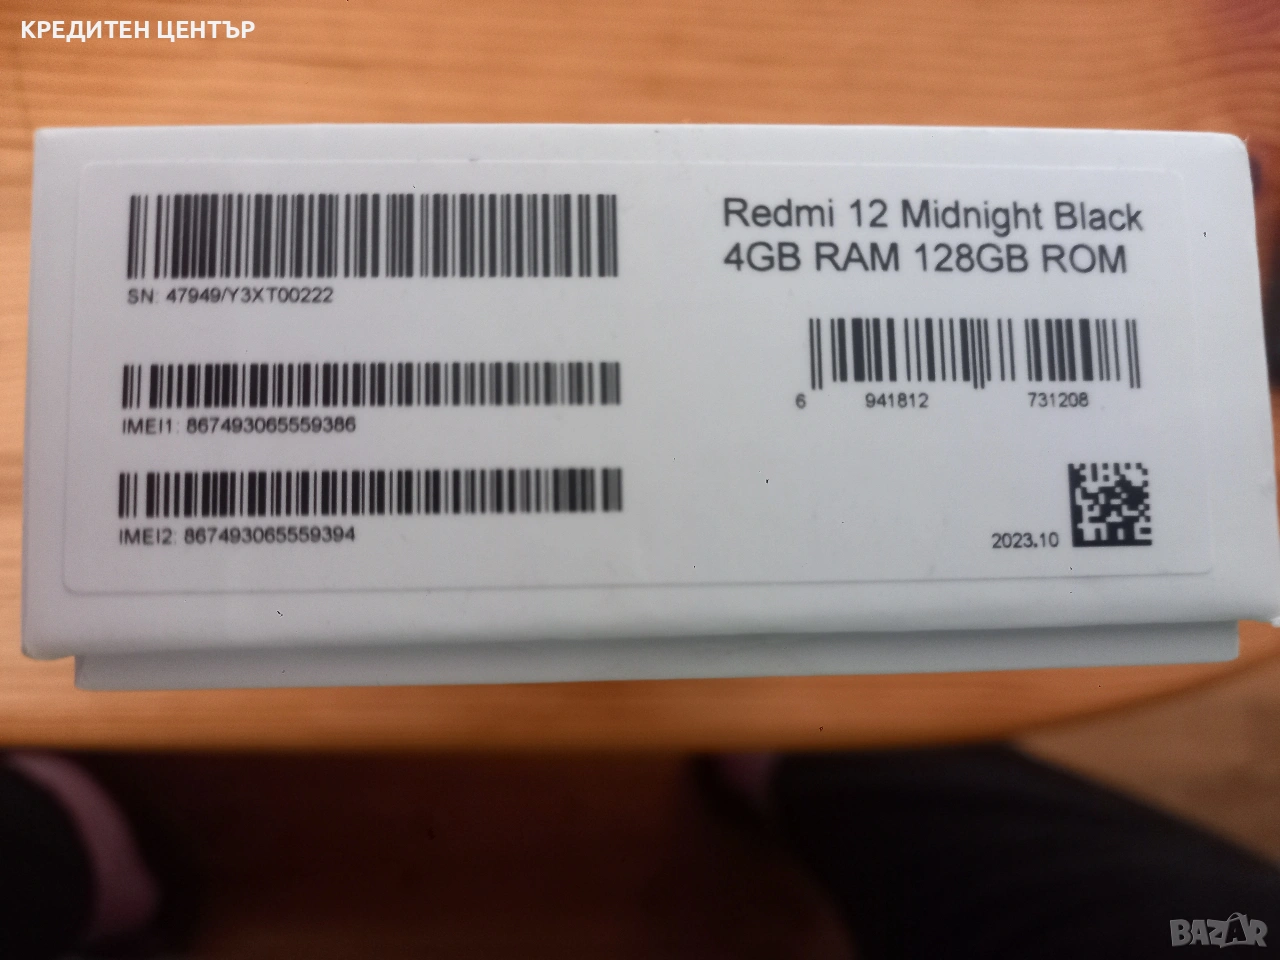 КРЕДИТЕН ЦЕНТЪР
Redmi 12 Midnight Black
4GB RAM 128GB ROM
SN: 47949/Y3XT00222
6 941812 731208
IMEI1: 867493065559386
IMEI2: 867493065559394
2023.10
BAZAR